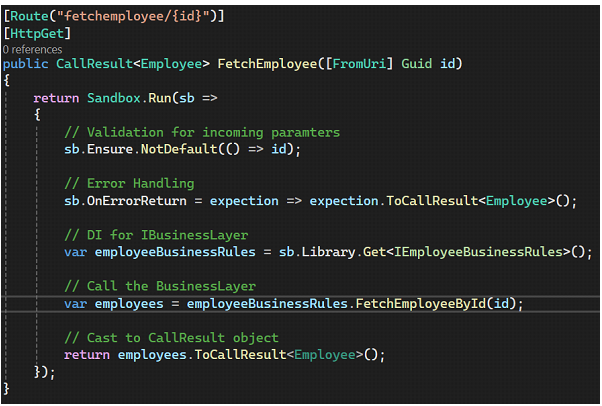 [Route("fetchemployee/{id}")]
[HttpGet]
0 references
public CallResult<Employee> FetchEmployee([FromUri] Guid id)
{
return Sandbox.Run(sb =>
{
// Validation for incoming paramters
sb.Ensure.NotDefault(() => id);
// Error Handling
sb.OnErrorReturn = expection => expection.ToCallResult<Employee>();
// DI for IBusinessLayer
var employeeBusinessRules = sb.Library.Get<IEmployeeBusinessRules>();
// Call the BusinessLayer
var employees = employeeBusinessRules.FetchEmployeeById(id);
// Cast to CallResult object
return employees.ToCallResult<Employee>();
});
}